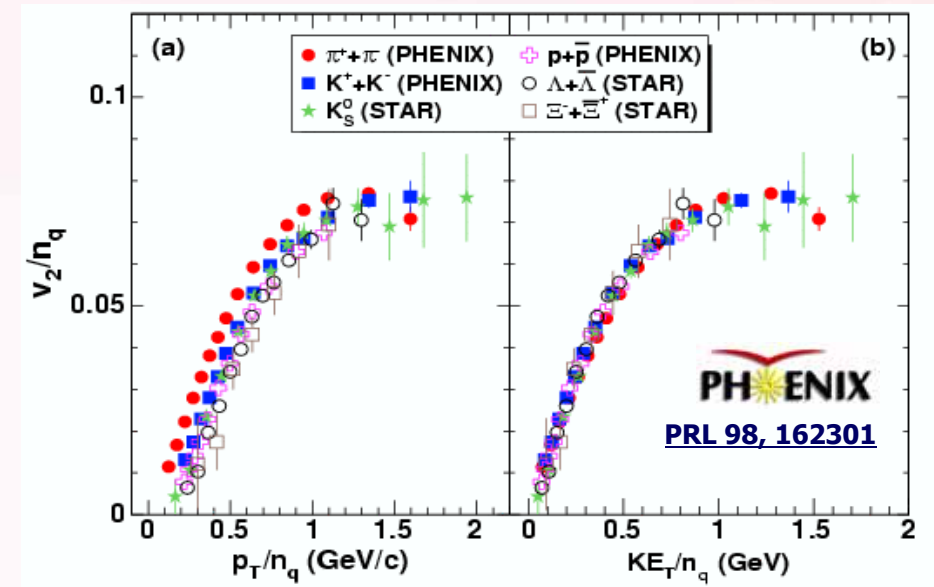 (a)
(b)
π⁺+π⁻ (PHENIX)
K⁺+K⁻ (PHENIX)
K⁰S (STAR)
p+p̅ (PHENIX)
Λ+Λ̅ (STAR)
Ξ⁻+Ξ̅⁺ (STAR)
v₂/n_q
0.1
0.05
0
0 0.5 1 1.5 2
0 0.5 1 1.5 2
p_T/n_q (GeV/c)
KE_T/n_q (GeV)
PHENIX
PRL 98, 162301